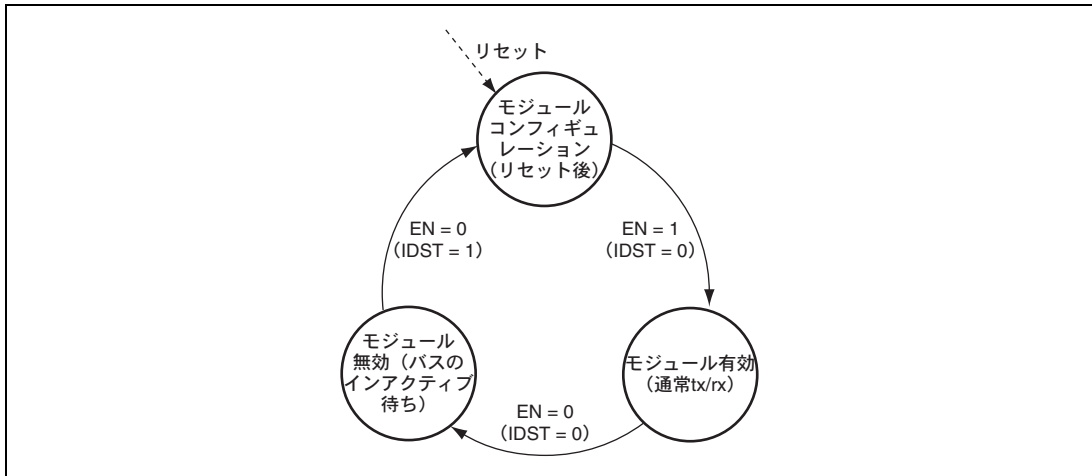 リセット
モジュール
コンフィギュ
レーション
(リセット後)
EN = 0
(IDST = 1)
EN = 1
(IDST = 0)
モジュール
無効(バスの
インアクティブ
待ち)
モジュール有効
(通常tx/rx)
EN = 0
(IDST = 0)